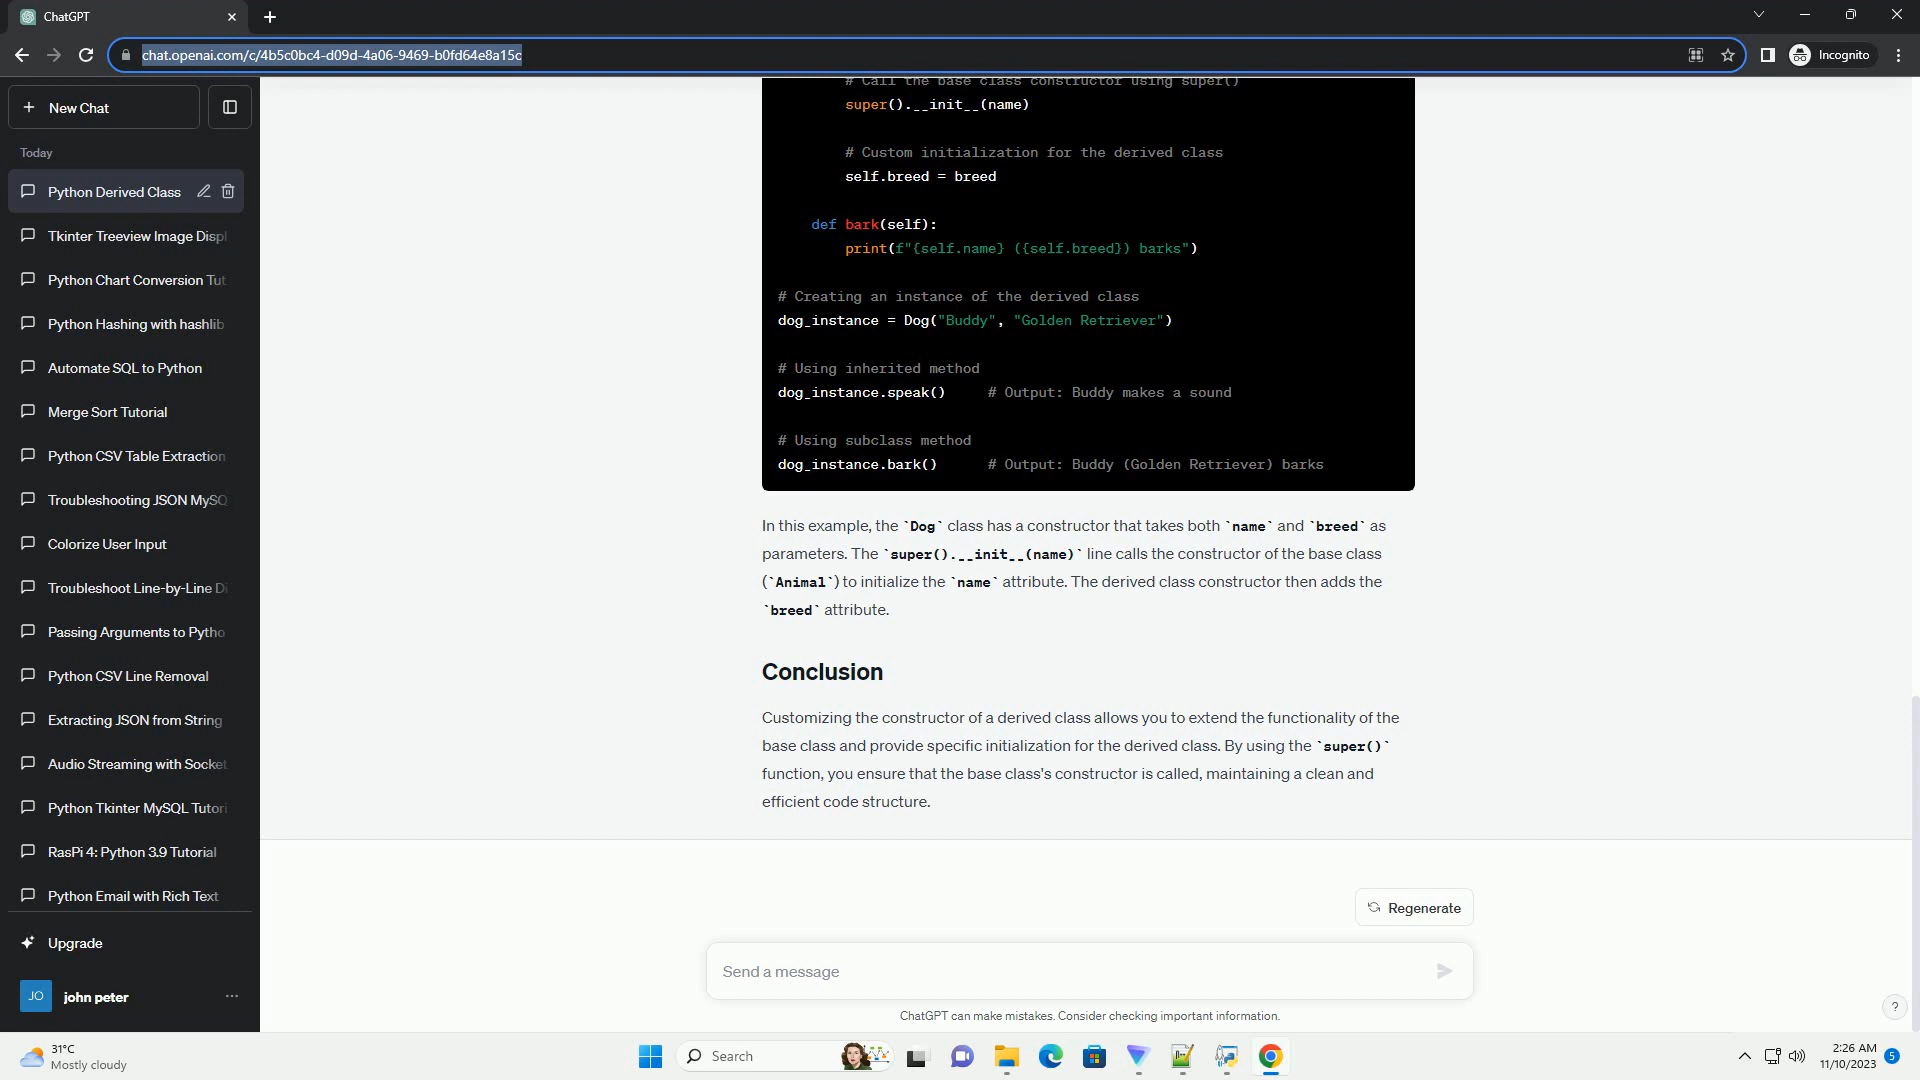 ChatGPT
chat.openai.com/c/4b5c0bc4-d09d-4a06-9469-b0fd64e8a15c
Incognito
New Chat
Today
Python Derived Class
Tkinter Treeview Image Displ
Python Chart Conversion Tut
Python Hashing with hashlib
Automate SQL to Python
Merge Sort Tutorial
Python CSV Table Extraction
Troubleshooting JSON MySQ
Colorize User Input
Troubleshoot Line-by-Line Di
Passing Arguments to Pytho
Python CSV Line Removal
Extracting JSON from String
Audio Streaming with Socket
Python Tkinter MySQL Tutori
RasPi 4: Python 3.9 Tutorial
Python Email with Rich Text
Upgrade
JO john peter
# Call the base class constructor using super()
super().__init__(name)
# Custom initialization for the derived class
self.breed = breed
def bark(self):
print(f"{self.name} ({self.breed}) barks")
# Creating an instance of the derived class
dog_instance = Dog("Buddy", "Golden Retriever")
# Using inherited method
dog_instance.speak() # Output: Buddy makes a sound
# Using subclass method
dog_instance.bark() # Output: Buddy (Golden Retriever) barks
In this example, the `Dog` class has a constructor that takes both `name` and `breed` as
parameters. The `super().__init__(name)` line calls the constructor of the base class
(`Animal`) to initialize the `name` attribute. The derived class constructor then adds the
`breed` attribute.
Conclusion
Customizing the constructor of a derived class allows you to extend the functionality of the
base class and provide specific initialization for the derived class. By using the `super()`
function, you ensure that the base class's constructor is called, maintaining a clean and
efficient code structure.
Regenerate
Send a message
ChatGPT can make mistakes. Consider checking important information.
?
31°C
Mostly cloudy
Search
2:26 AM
11/10/2023
5